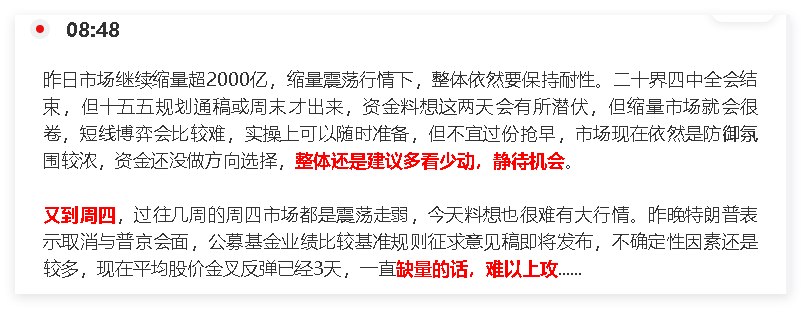 08:48
昨日市场继续缩量超2000亿，缩量震荡行情下，整体依然要保持耐性。二十界四中全会结
束，但十五五规划通稿或周末才出来，资金料想这两天会有所潜伏，但缩量市场就会很
卷，短线博弈会比较难，实操上可以随时准备，但不宜过份抢早，市场现在依然是防御氛
围较浓，资金还没做方向选择，整体还是建议多看少动，静待机会。
又到周四，过往几周的周四市场都是震荡走弱，今天料想也很难有大行情。昨晚特朗普表
示取消与普京会面，公募基金业绩比较基准规则征求意见稿即将发布，不确定性因素还是
较多，现在平均股价金叉反弹已经3天，一直缺量的话，难以上攻......